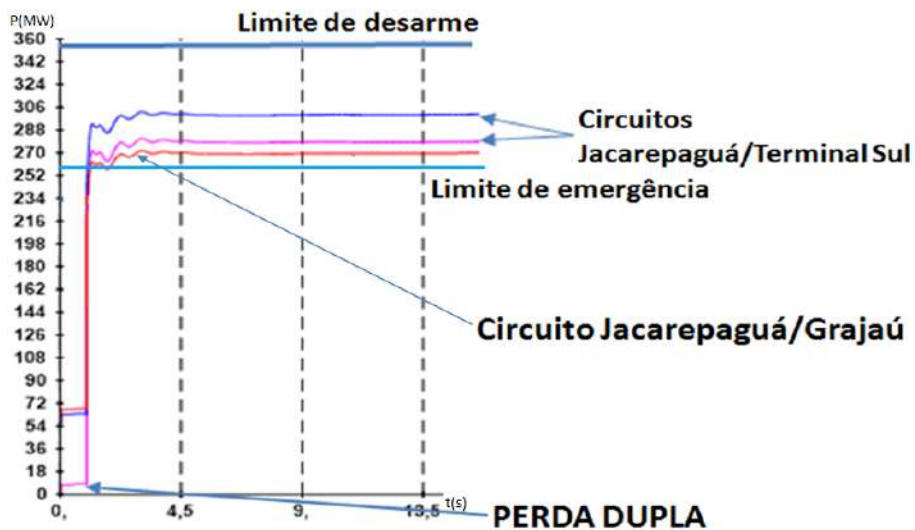 P(MW)
Limite de desarme
360
342
324
306
288
270
252
234
216
198
180
162
144
126
108
90
72
54
36
18
0
Circuitos
Jacarepaguá/Terminal Sul
Limite de emergência
Circuito Jacarepaguá/Grajaú
0, 4,5 9, 13,5 t(s)
PERDA DUPLA